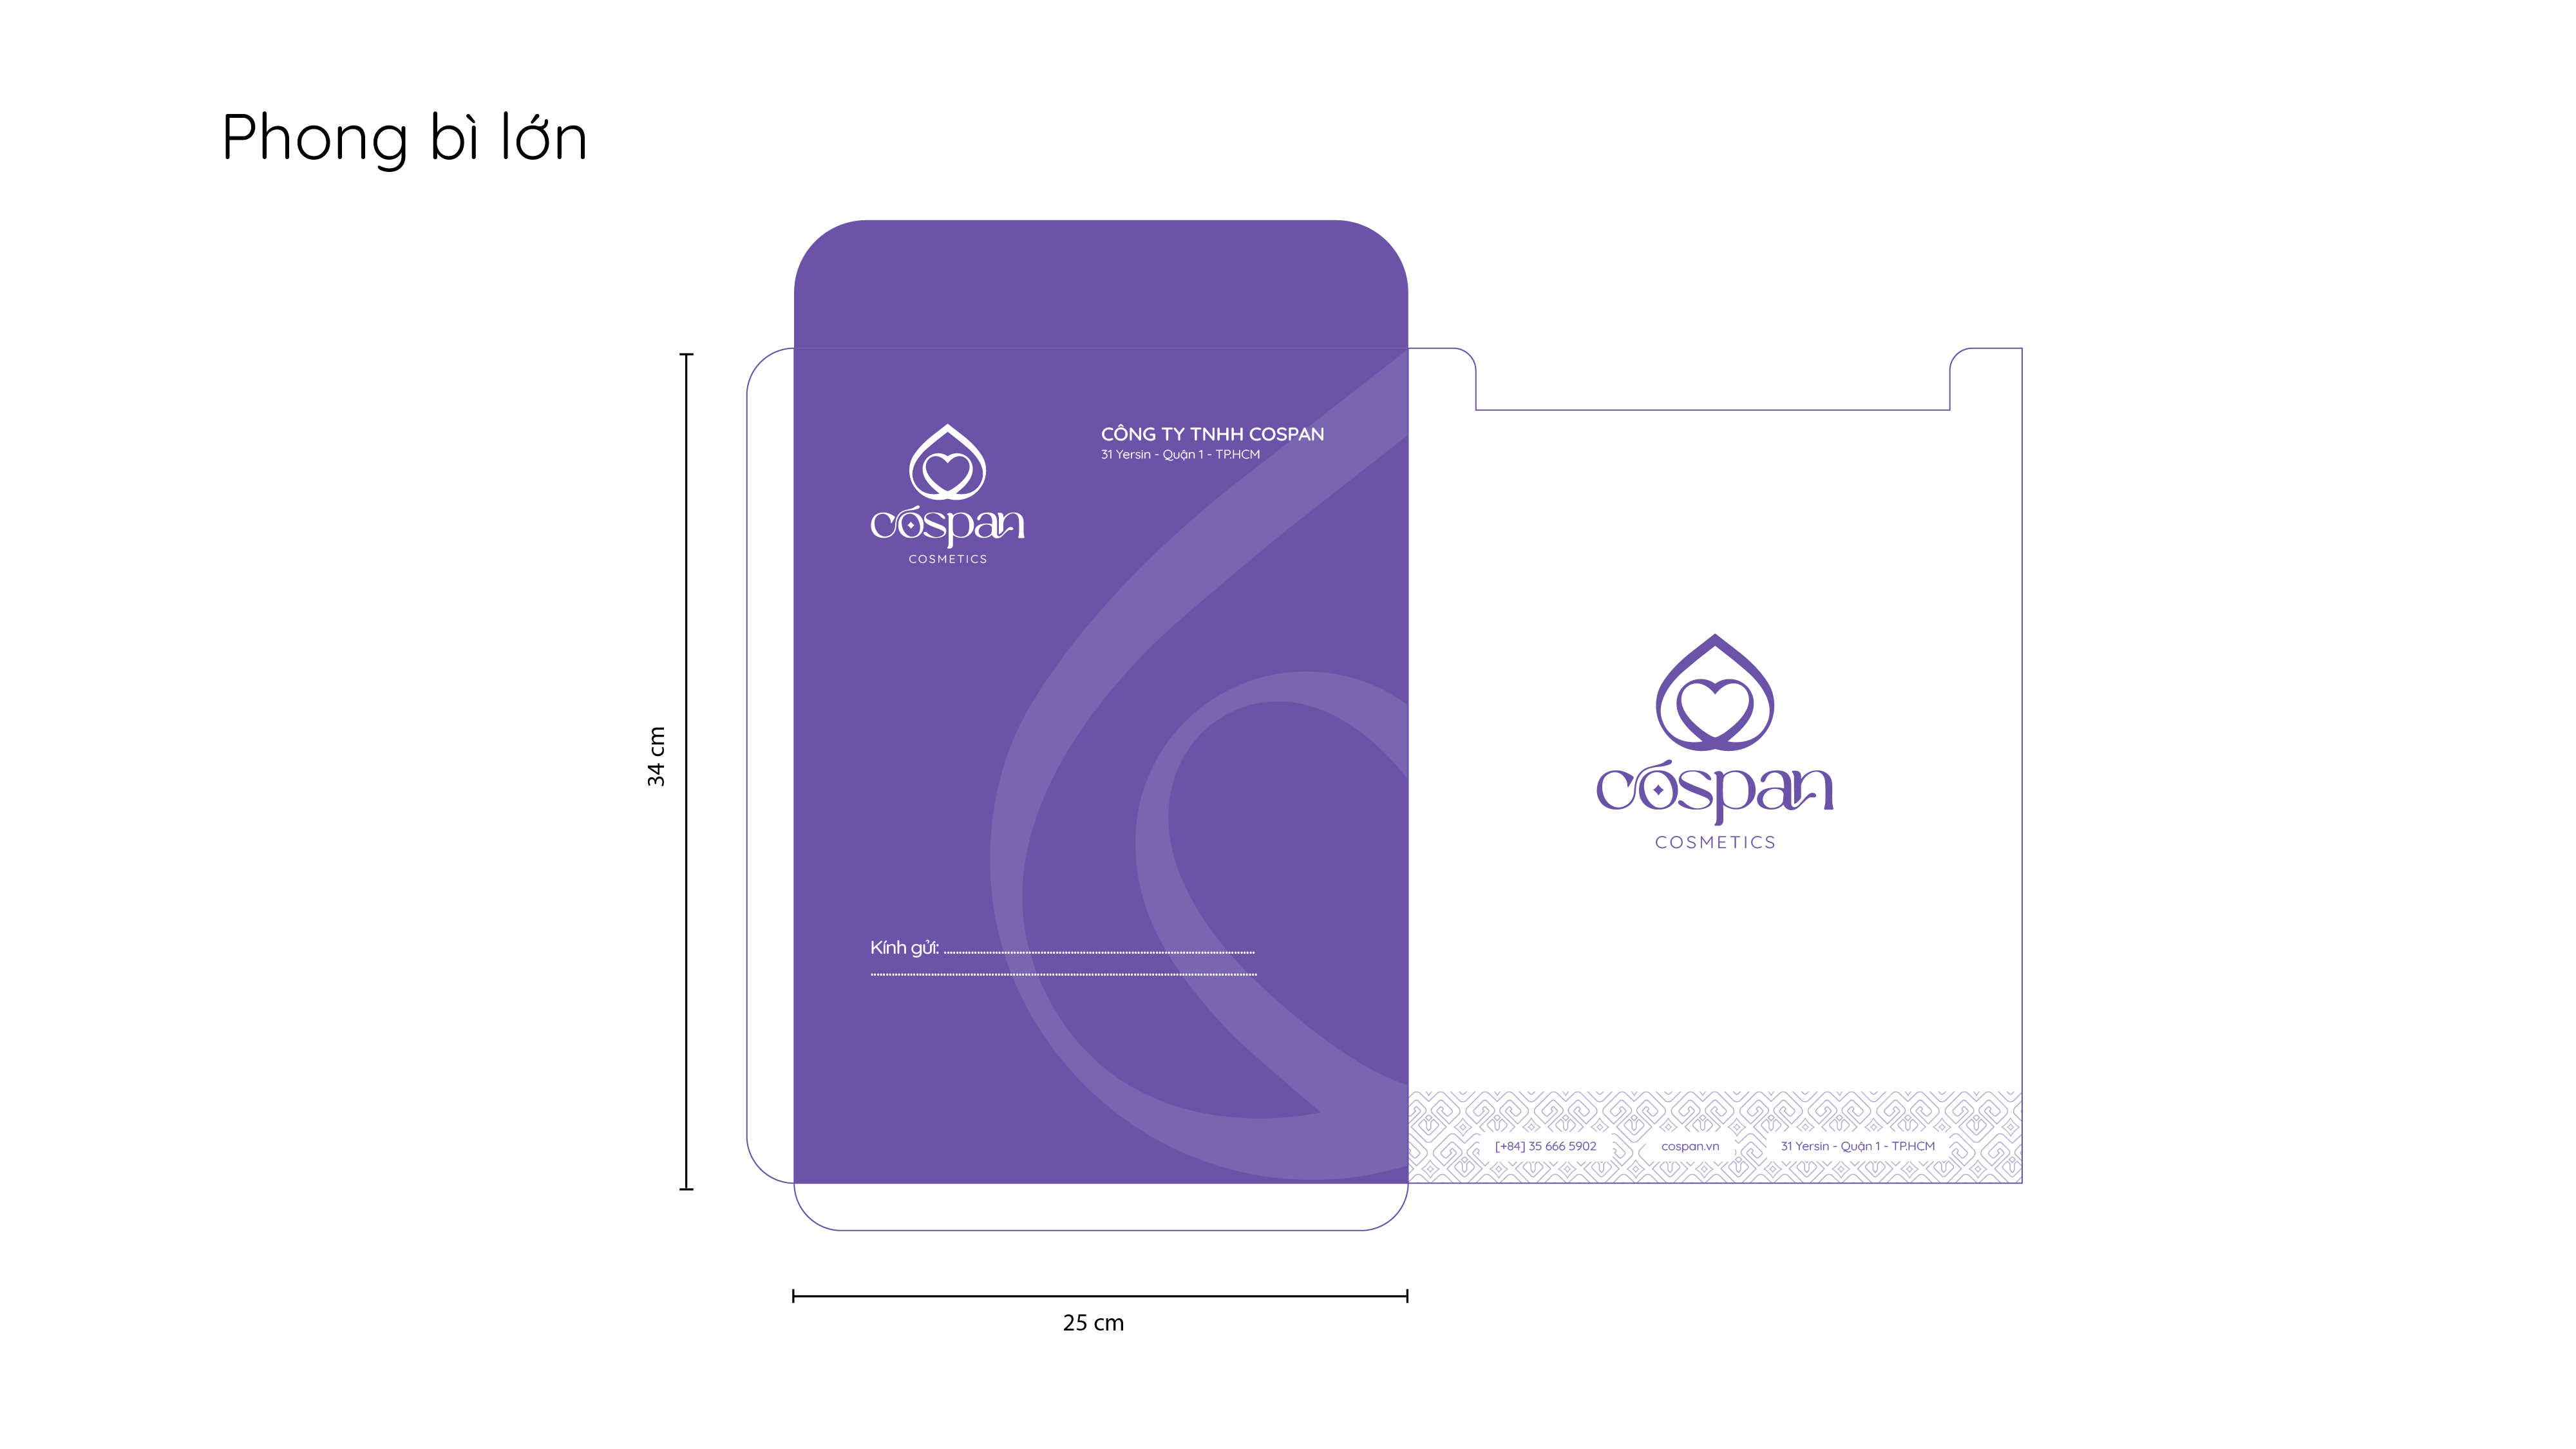 Phong bì lớn
cóspan
COSMETICS
CÔNG TY TNHH COSPAN
31 Yersin - Quận 1 - TP.HCM
34 cm
Kính gửi:
cóspan
COSMETICS
[+84] 35 666 5902
cospan.vn
31 Yersin - Quận 1 - TP.HCM
25 cm